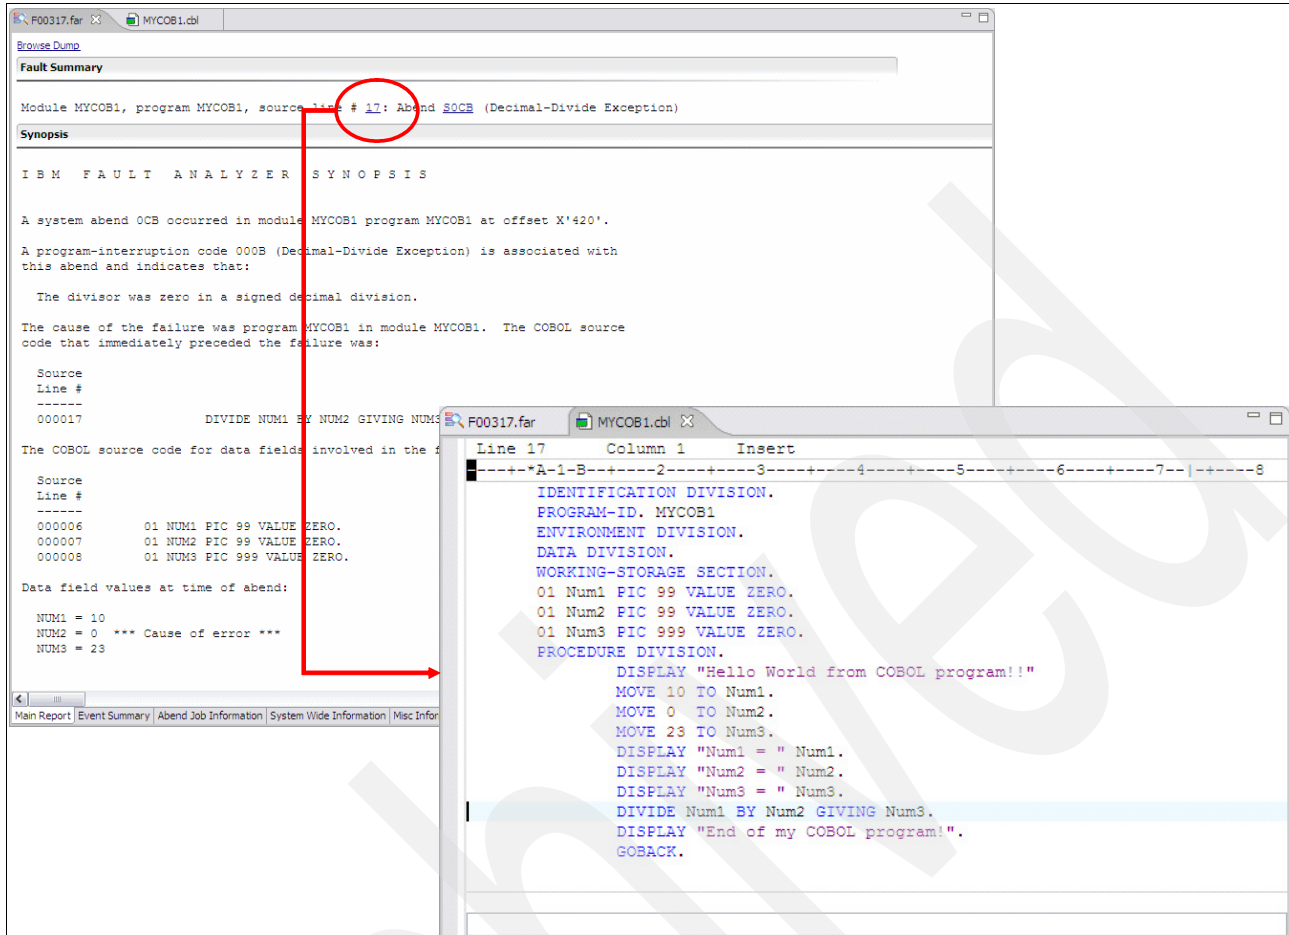 F00317.far
MYCOB1.cbl
Browse Dump
Fault Summary
Module MYCOB1, program MYCOB1, source line # 17: Abend S0CB (Decimal-Divide Exception)
Synopsis
I B M   F A U L T   A N A L Y Z E R   S Y N O P S I S
A system abend 0CB occurred in module MYCOB1 program MYCOB1 at offset X'420'.
A program-interruption code 000B (Decimal-Divide Exception) is associated with
this abend and indicates that:
The divisor was zero in a signed decimal division.
The cause of the failure was program MYCOB1 in module MYCOB1.  The COBOL source
code that immediately preceded the failure was:
Source
Line #
------
000017 DIVIDE NUM1 BY NUM2 GIVING NUM3
The COBOL source code for data fields involved in the f
Source
Line #
------
000006 01 NUM1 PIC 99 VALUE ZERO.
000007 01 NUM2 PIC 99 VALUE ZERO.
000008 01 NUM3 PIC 999 VALUE ZERO.
Data field values at time of abend:
NUM1 = 10
NUM2 = 0  *** Cause of error ***
NUM3 = 23
Main Report Event Summary Abend Job Information System Wide Information Misc Infor
F00317.far
MYCOB1.cbl
Line 17 Column 1 Insert
----+-*A-1-B--+----2----+----3----+----4----+----5----+----6----+----7--|-+----8
IDENTIFICATION DIVISION.
PROGRAM-ID. MYCOB1
ENVIRONMENT DIVISION.
DATA DIVISION.
WORKING-STORAGE SECTION.
01 Num1 PIC 99 VALUE ZERO.
01 Num2 PIC 99 VALUE ZERO.
01 Num3 PIC 999 VALUE ZERO.
PROCEDURE DIVISION.
DISPLAY "Hello World from COBOL program!!"
MOVE 10 TO Num1.
MOVE 0  TO Num2.
MOVE 23 TO Num3.
DISPLAY "Num1 = " Num1.
DISPLAY "Num2 = " Num2.
DISPLAY "Num3 = " Num3.
DIVIDE Num1 BY Num2 GIVING Num3.
DISPLAY "End of my COBOL program!".
GOBACK.